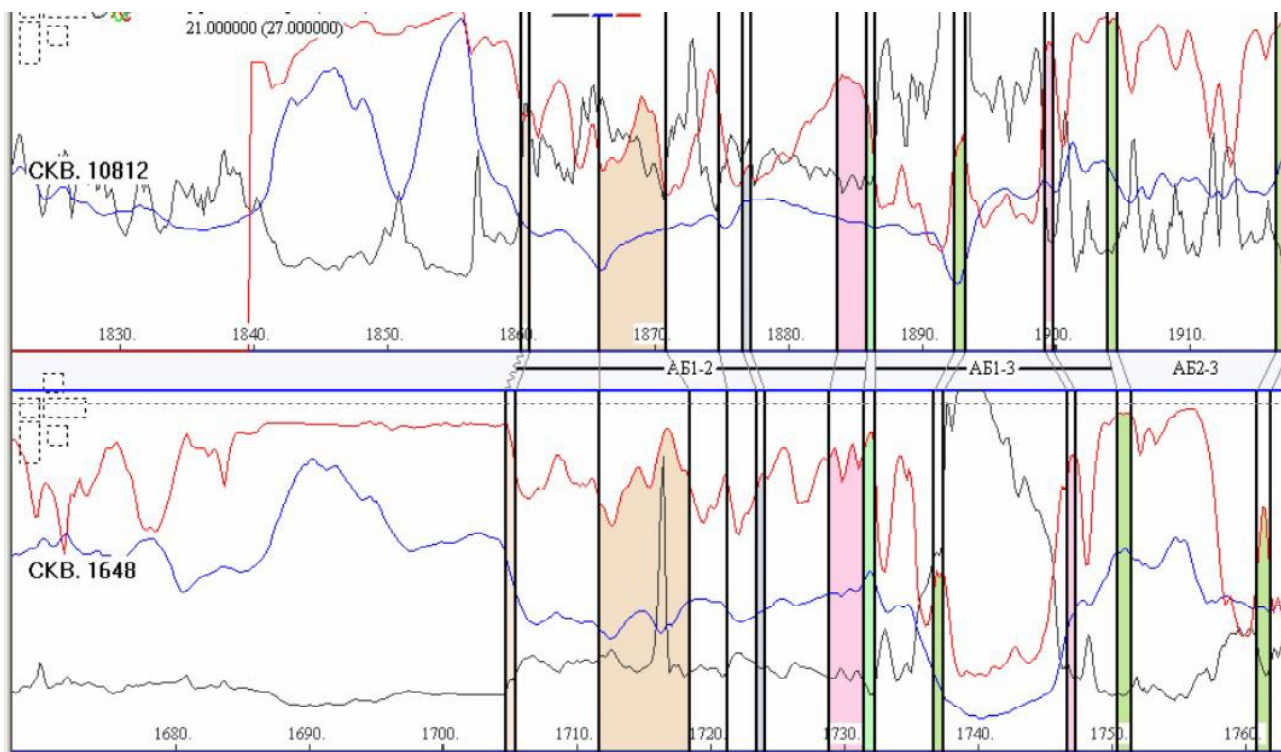 21.000000 (27.000000)
СКВ. 10812
1830. 1840. 1850. 1860. 1870. 1880. 1890. 1900. 1910.
АБ1-2 АБ1-3 АБ2-3
СКВ. 1648
1680. 1690. 1700. 1710. 1720. 1730. 1740. 1750. 1760.